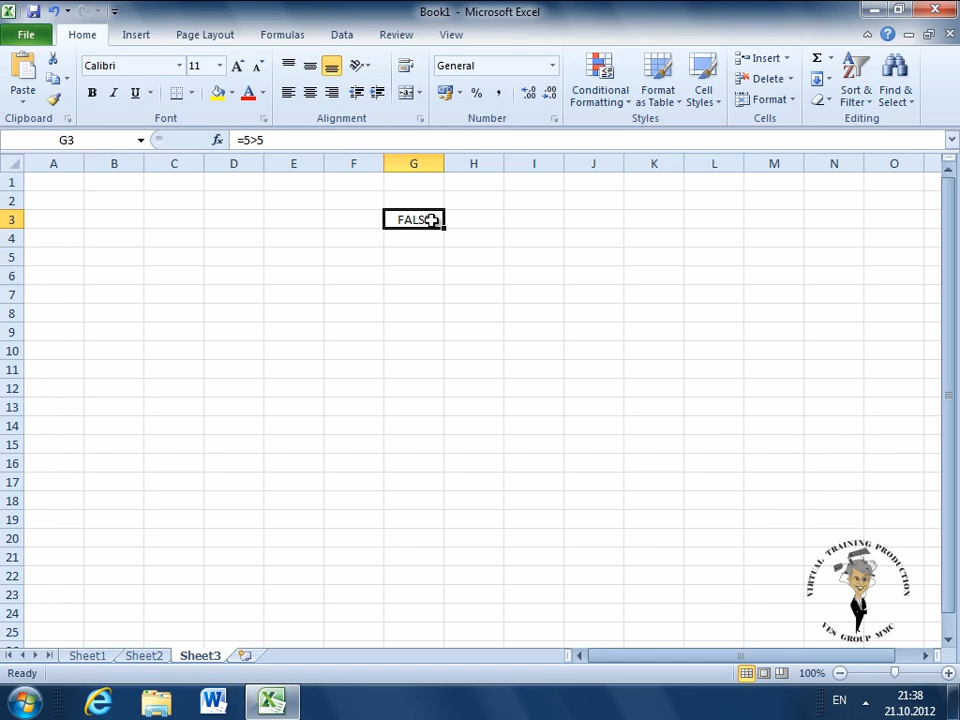 Book1 - Microsoft Excel
File Home Insert Page Layout Formulas Data Review View
Calibri 11 General
Paste
B I U
Conditional Formatting
Format as Table
Cell Styles
Insert
Delete
Format
Σ
Sort & Filter
Find & Select
Clipboard Font Alignment Number Styles Cells Editing
G3 fx =5>5
A B C D E F G H I J K L M N O
1
2
3 FALS
4
5
6
7
8
9
10
11
12
13
14
15
16
17
18
19
20
21
22
23
24
25
VIRTUAL TRAINING PRODUCTION
YES GROUP MMC
Sheet1 Sheet2 Sheet3
Ready 100%
EN 21:38
21.10.2012